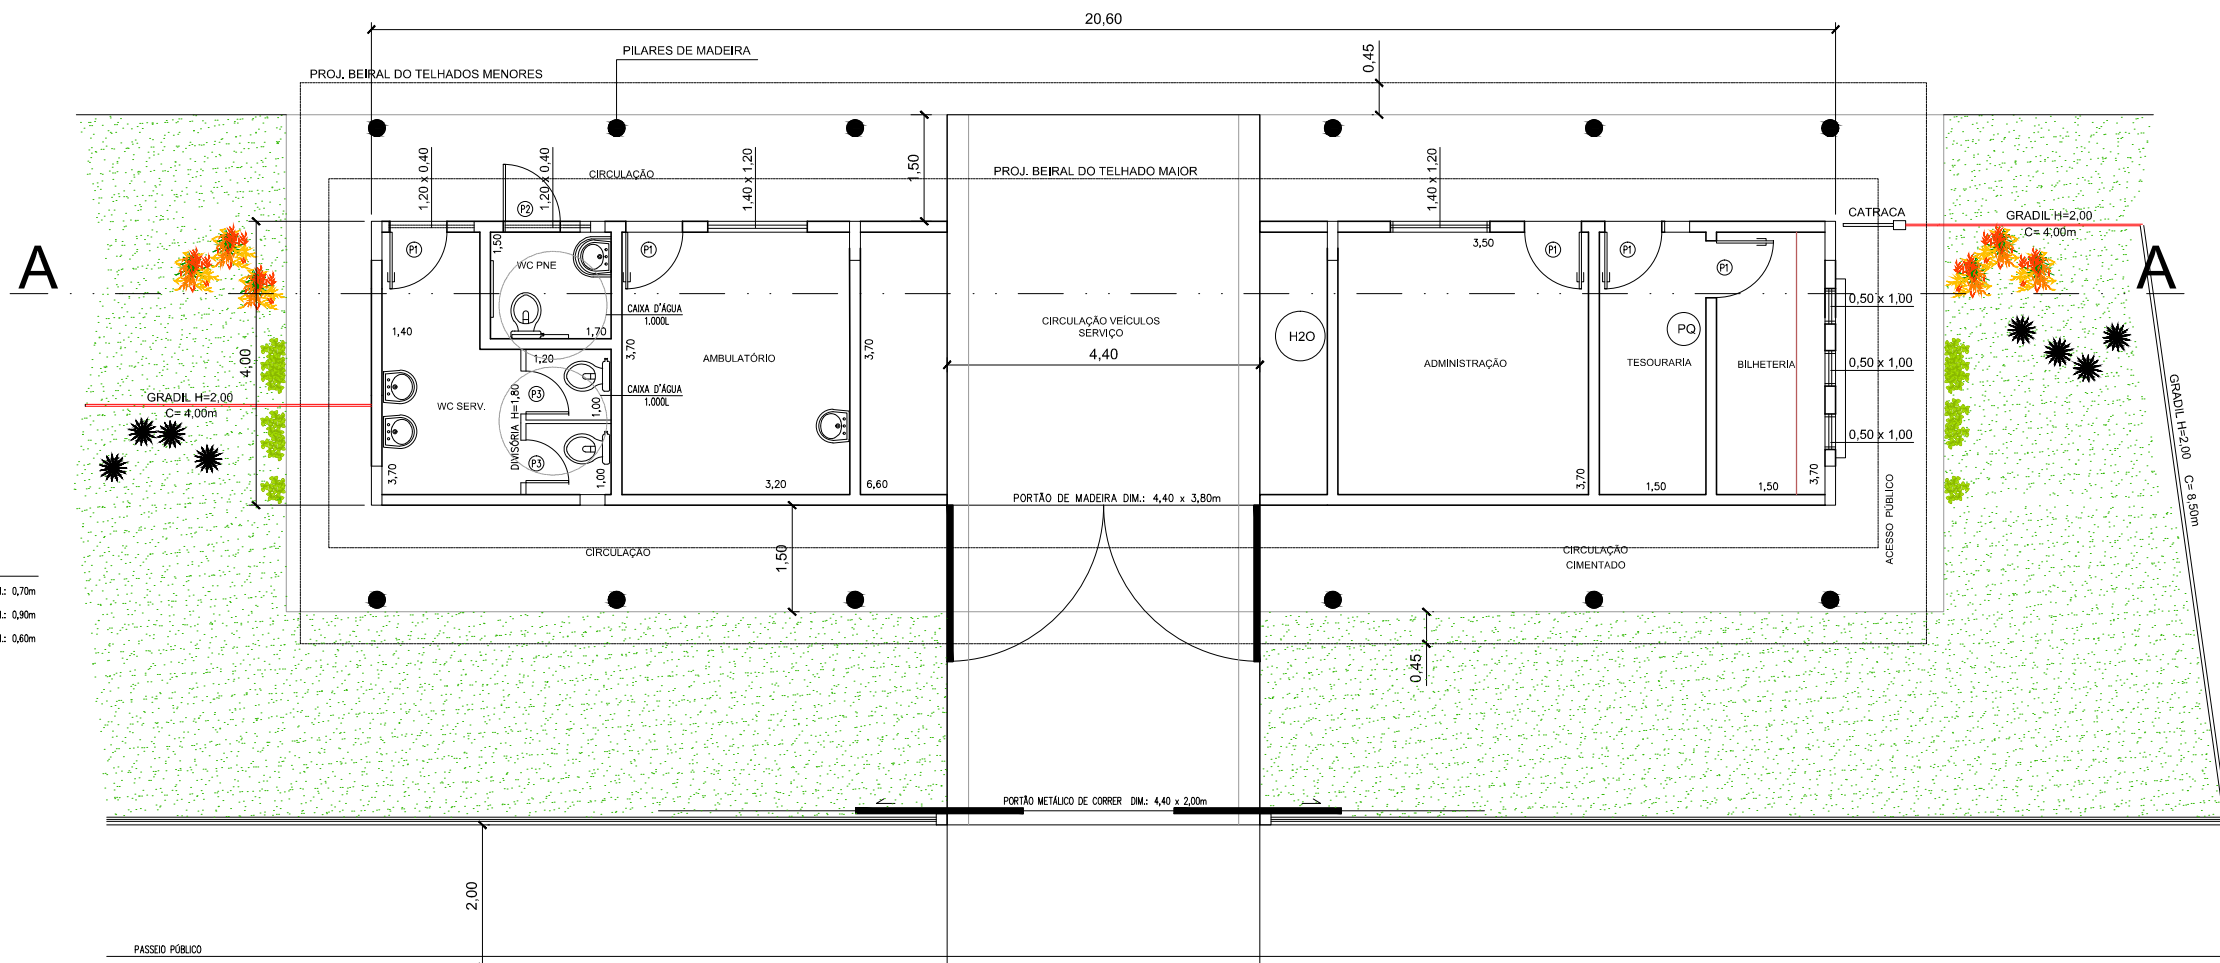 20,60
PILARES DE MADEIRA
0,45
PROJ. BEIRAL DO TELHADOS MENORES
1,20 x 0,40
1,20 x 0,40
1,40 x 1,20
CIRCULAÇÃO
1,50
PROJ. BEIRAL DO TELHADO MAIOR
1,40 x 1,20
P2
CATRACA
GRADIL H=2,00
C= 4,00m
A
P1
1,50
WC PNE
P1
3,50
P1
P1
P1
A
CAIXA D'ÁGUA
1.000L
1,40
1,70
3,70
3,70
CIRCULAÇÃO VEÍCULOS
SERVIÇO
4,40
H2O
PQ
0,50 x 1,00
4,00
1,20
AMBULATÓRIO
ADMINISTRAÇÃO
TESOURARIA
BILHETERIA
0,50 x 1,00
GRADIL H=2,00
C= 4,00m
WC SERV.
DIVISÓRIA H=1,80
P3
1,00
CAIXA D'ÁGUA
1.000L
0,50 x 1,00
GRADIL H=2,00 C= 8,50m
3,70
P3
1,00
3,20
6,60
3,70
1,50
1,50
3,70
PORTÃO DE MADEIRA DIM.: 4,40 x 3,80m
CIRCULAÇÃO
1,50
CIRCULAÇÃO
CIMENTADO
ACESSO PÚBLICO
0,70m
0,90m
0,60m
0,45
PORTÃO METÁLICO DE CORRER DIM.: 4,40 x 2,00m
2,00
PASSEIO PÚBLICO